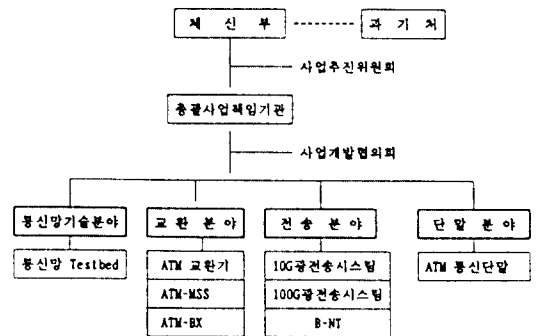 체 신 부
과 기 처
사업추진위원회
총괄사업책임기관
사업개발협의회
통신망기술분야 교 환 분 야 전 송 분 야 단 말 분 야
통신망 Testbed ATM 교환기 10G광전송시스팀 ATM 통신단말
ATM-MSS 100G광전송시스팀
ATM-BX B-NT